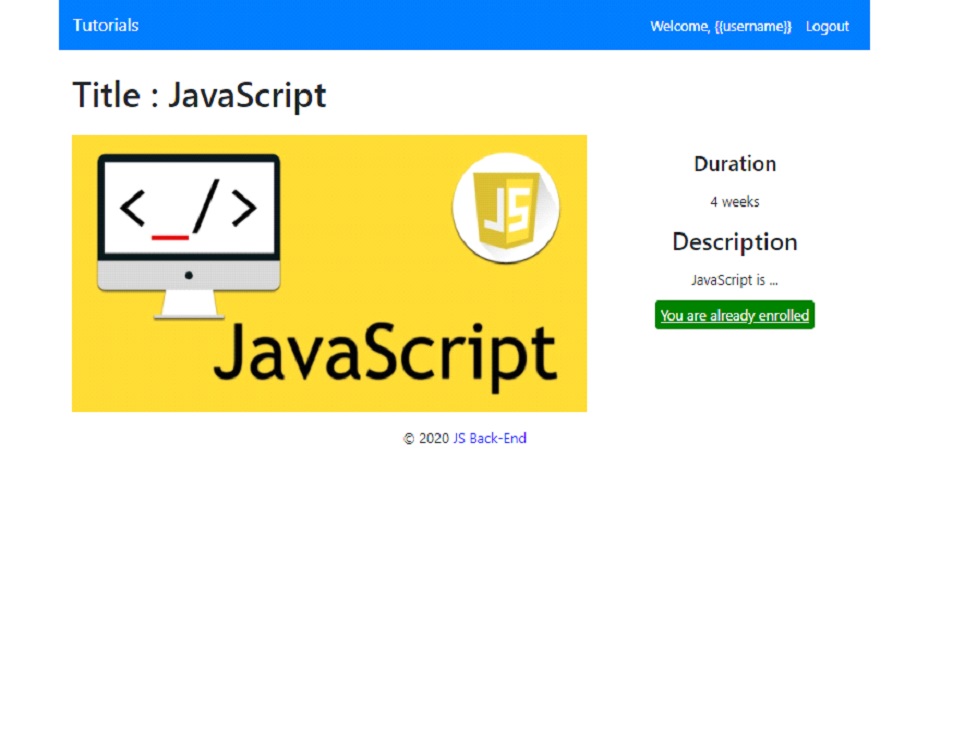 Tutorials
Welcome, {{username}} Logout
Title : JavaScript
<_/>
JS
JavaScript
Duration
4 weeks
Description
JavaScript is ...
You are already enrolled
© 2020 JS Back-End